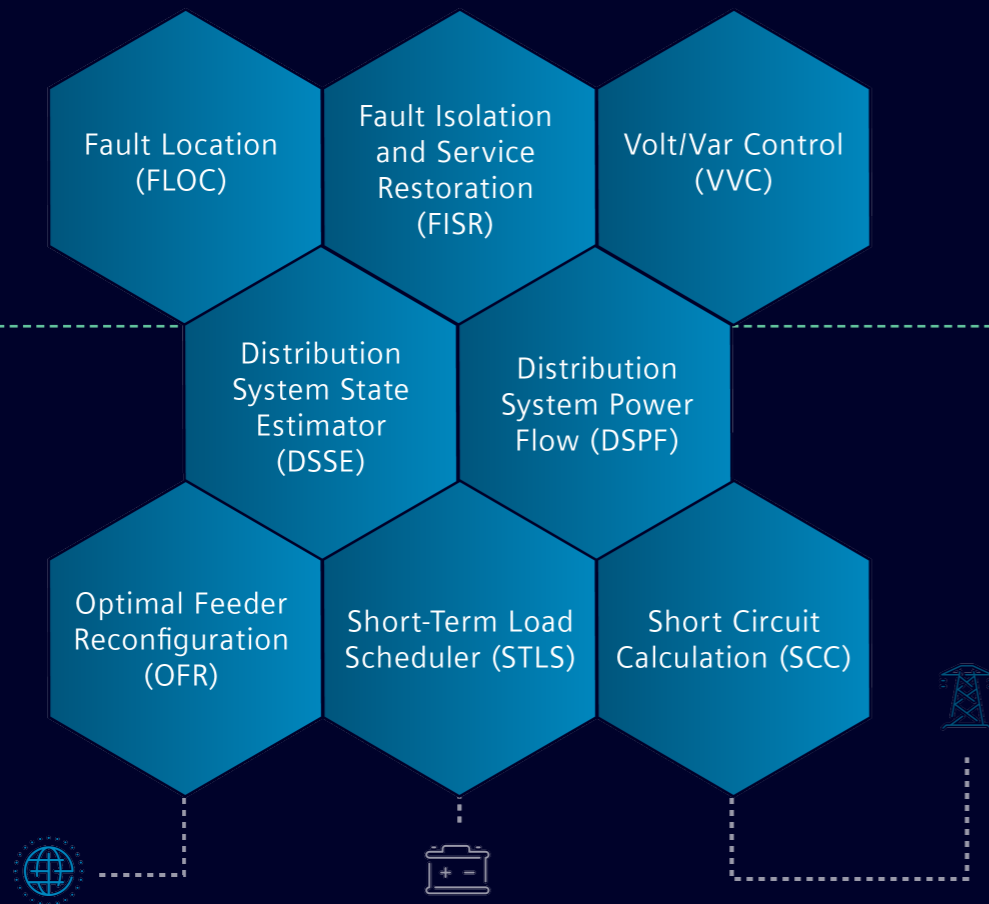 Fault Location
(FLOC)
Fault Isolation
and Service
Restoration
(FISR)
Volt/Var Control
(VVC)
Distribution
System State
Estimator
(DSSE)
Distribution
System Power
Flow (DSPF)
Optimal Feeder
Reconfiguration
(OFR)
Short-Term Load
Scheduler (STLS)
Short Circuit
Calculation (SCC)
+ −